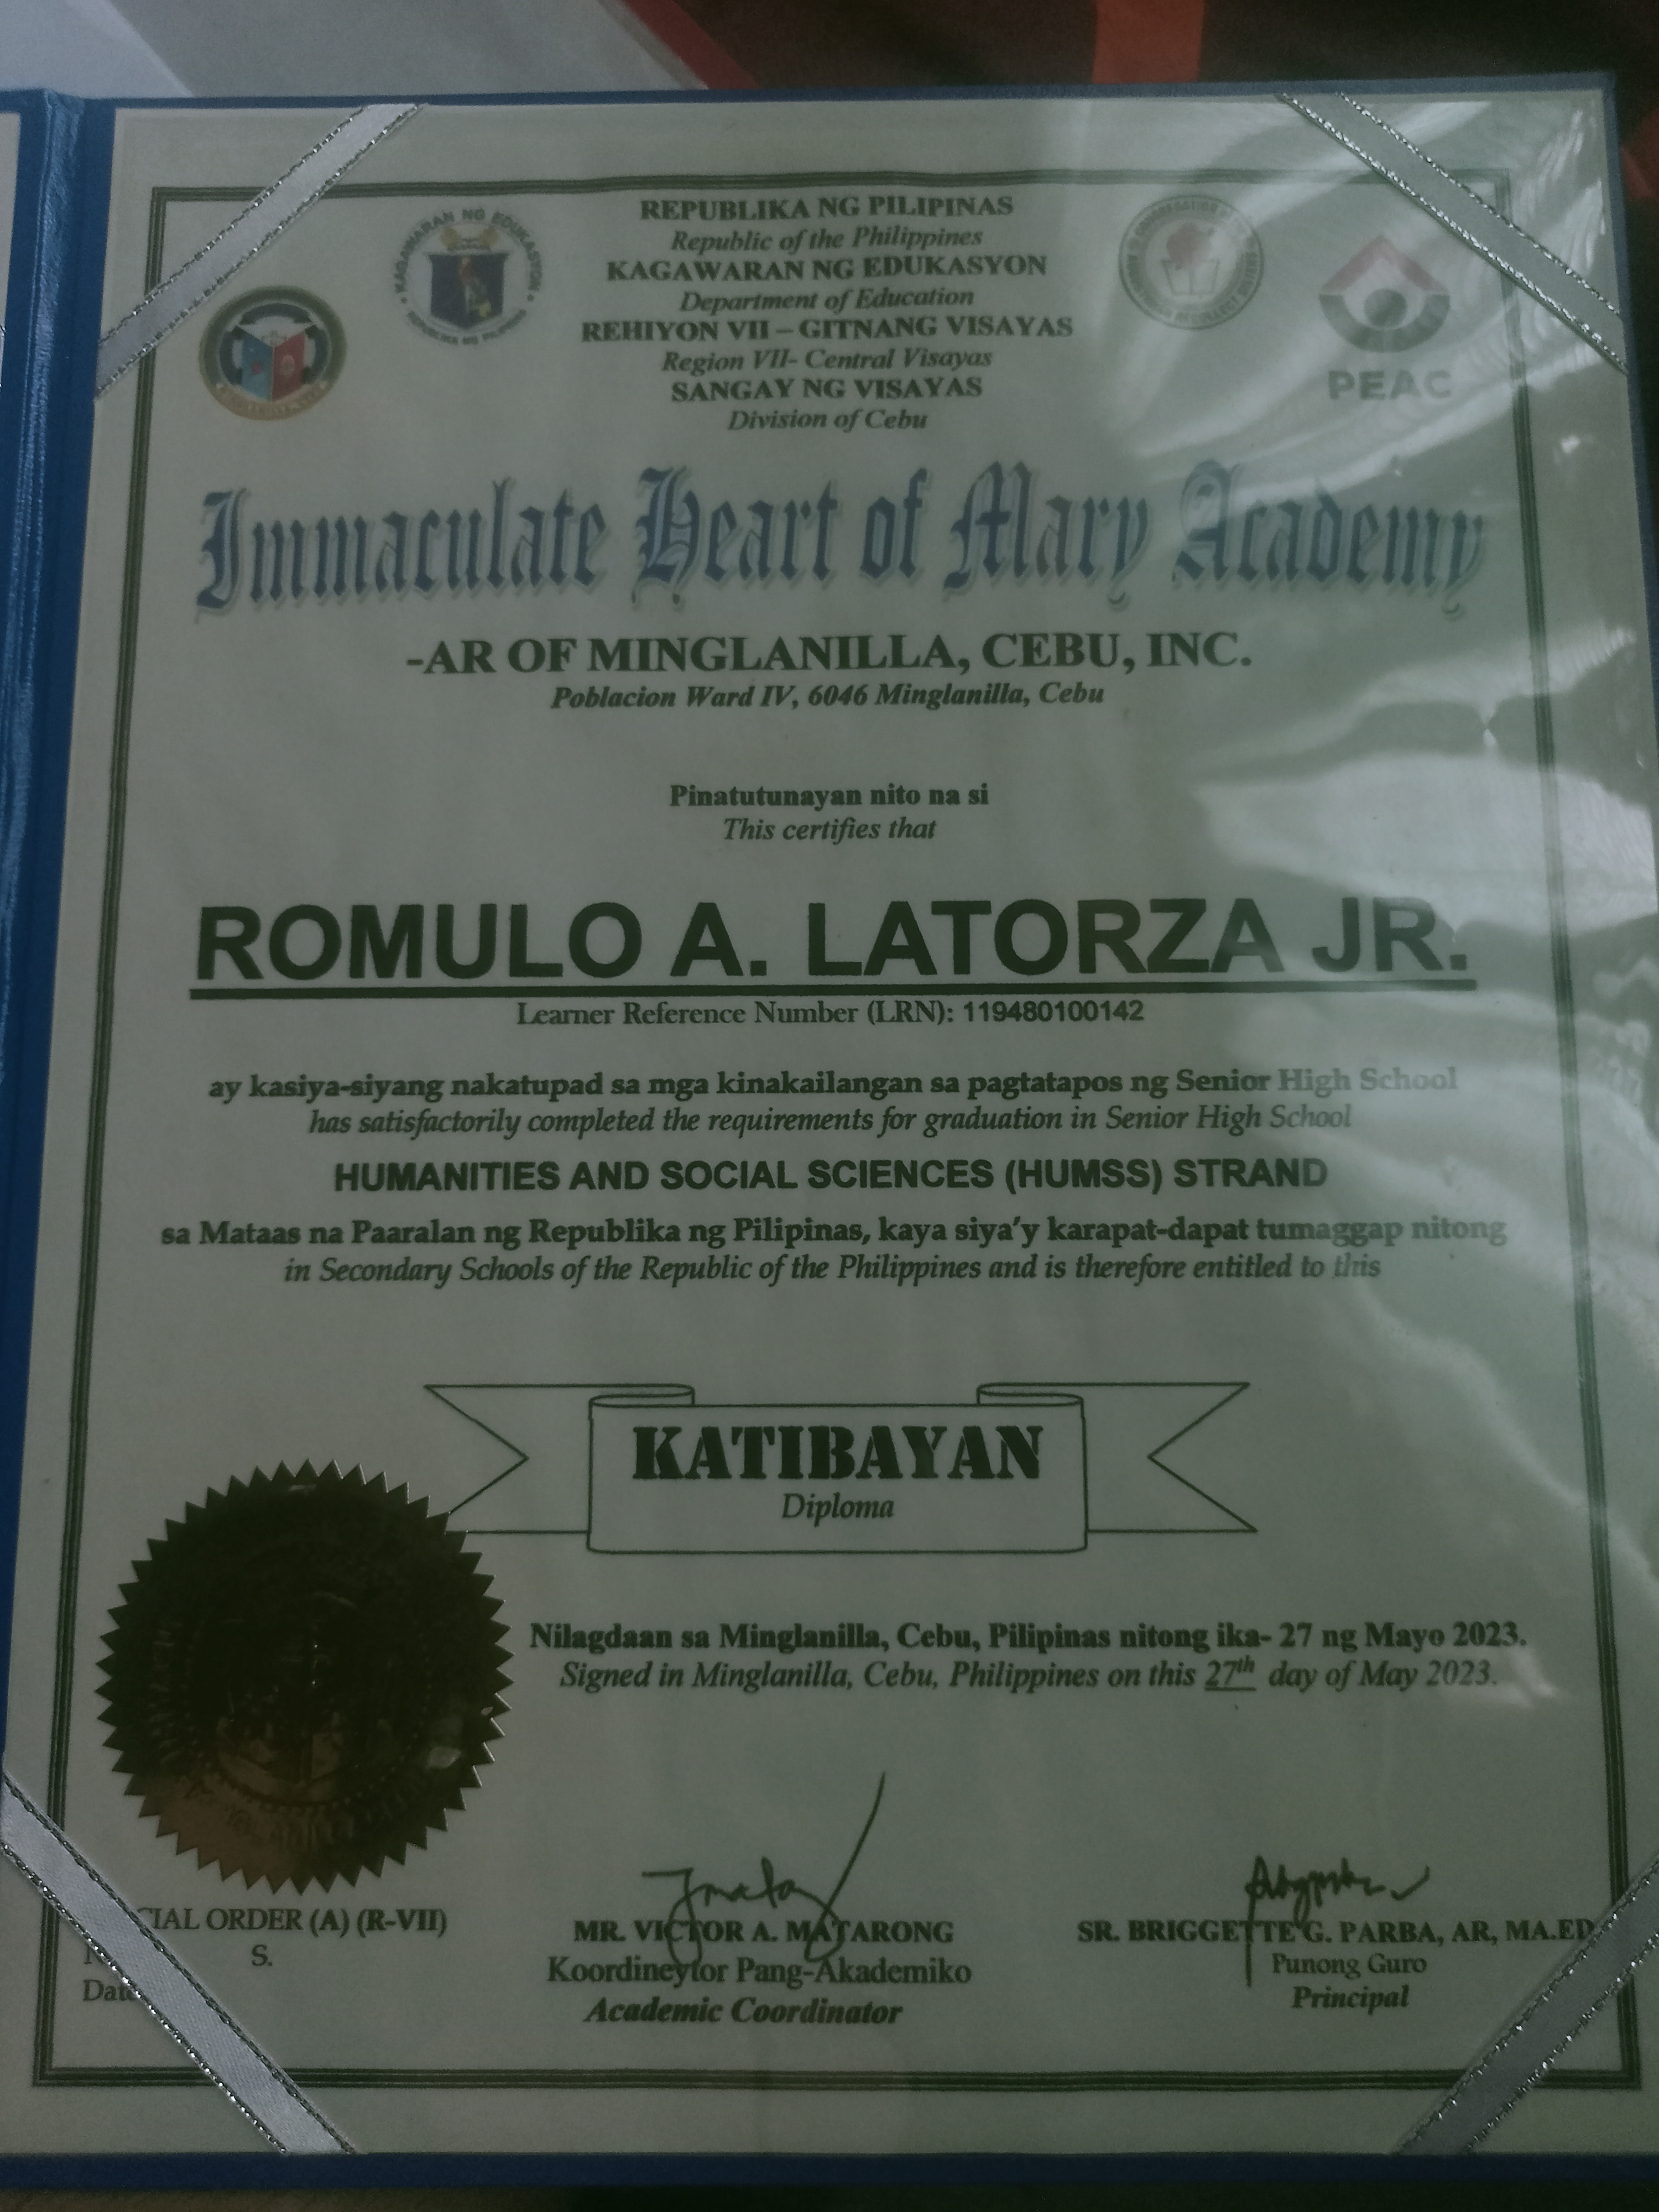 REPUBLIKA NG PILIPINAS
Republic of the Philippines
KAGAWARAN NG EDUKASYON
Department of Education
REHIYON VII – GITNANG VISAYAS
Region VII- Central Visayas
SANGAY NG VISAYAS
Division of Cebu
KAGAWARAN NG EDUKASYON
REPUBLIKA NG PILIPINAS
PEAC
Immaculate Heart of Mary Academy
-AR OF MINGLANILLA, CEBU, INC.
Poblacion Ward IV, 6046 Minglanilla, Cebu
Pinatutunayan nito na si
This certifies that
ROMULO A. LATORZA JR.
Learner Reference Number (LRN): 119480100142
ay kasiya-siyang nakatupad sa mga kinakailangan sa pagtatapos ng Senior High School
has satisfactorily completed the requirements for graduation in Senior High School
HUMANITIES AND SOCIAL SCIENCES (HUMSS) STRAND
sa Mataas na Paaralan ng Republika ng Pilipinas, kaya siya'y karapat-dapat tumaggap nitong
in Secondary Schools of the Republic of the Philippines and is therefore entitled to this
KATIBAYAN
Diploma
Nilagdaan sa Minglanilla, Cebu, Pilipinas nitong ika- 27 ng Mayo 2023.
Signed in Minglanilla, Cebu, Philippines on this 27th day of May 2023.
CIAL ORDER (A) (R-VII)
S.
Date
MR. VICTOR A. MATARONG
Koordineytor Pang-Akademiko
Academic Coordinator
SR. BRIGGETTE G. PARBA, AR, MA.ED
Punong Guro
Principal